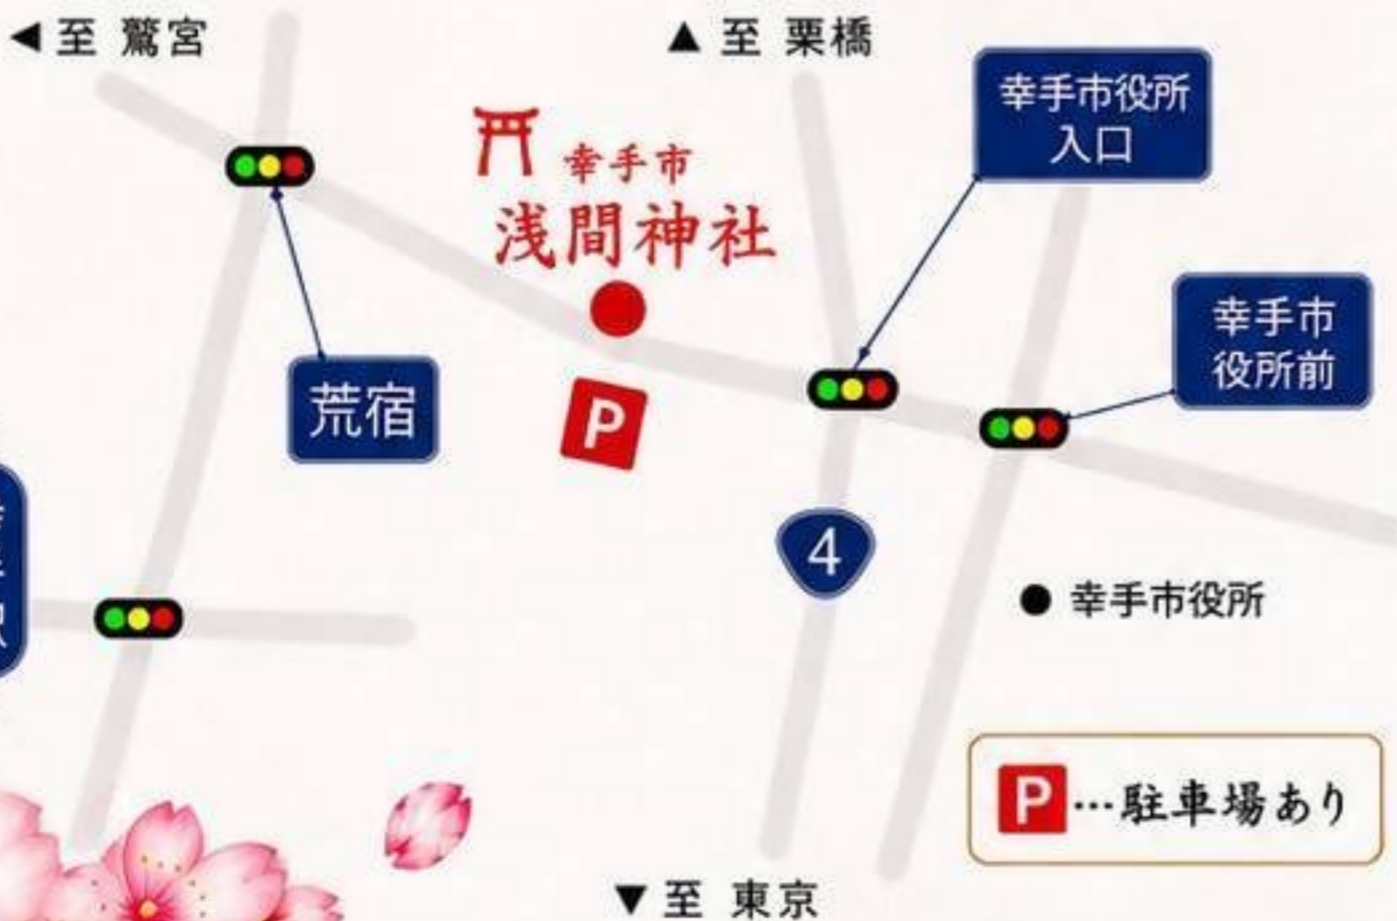 ◀至 鷲宮
▲ 至 栗橋
幸手市役所
入口
幸手市
浅間神社
幸手市
役所前
荒宿
P
4
幸手市役所
P…駐車場あり
▼至 東京